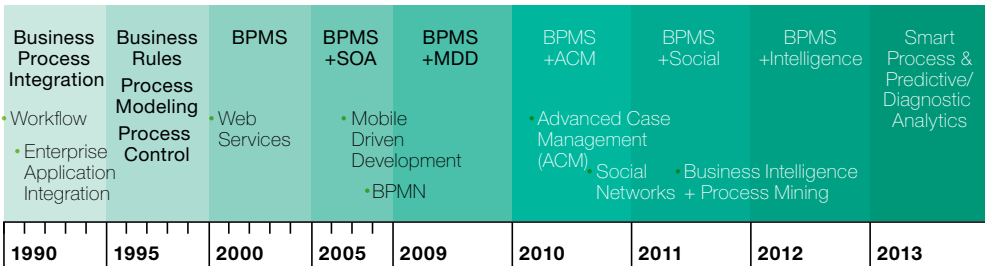 Business
Process
Integration
Business
Rules
Process
Modeling
Process
Control
BPMS
BPMS
+SOA
BPMS
+MDD
BPMS
+ACM
BPMS
+Social
BPMS
+Intelligence
Smart
Process &
Predictive/
Diagnostic
Analytics
• Workflow
• Enterprise
Application
Integration
• Web
Services
• Mobile
Driven
Development
• BPMN
• Advanced Case
Management
(ACM)
• Social
Networks
• Business Intelligence
+ Process Mining
1990
1995
2000
2005
2009
2010
2011
2012
2013